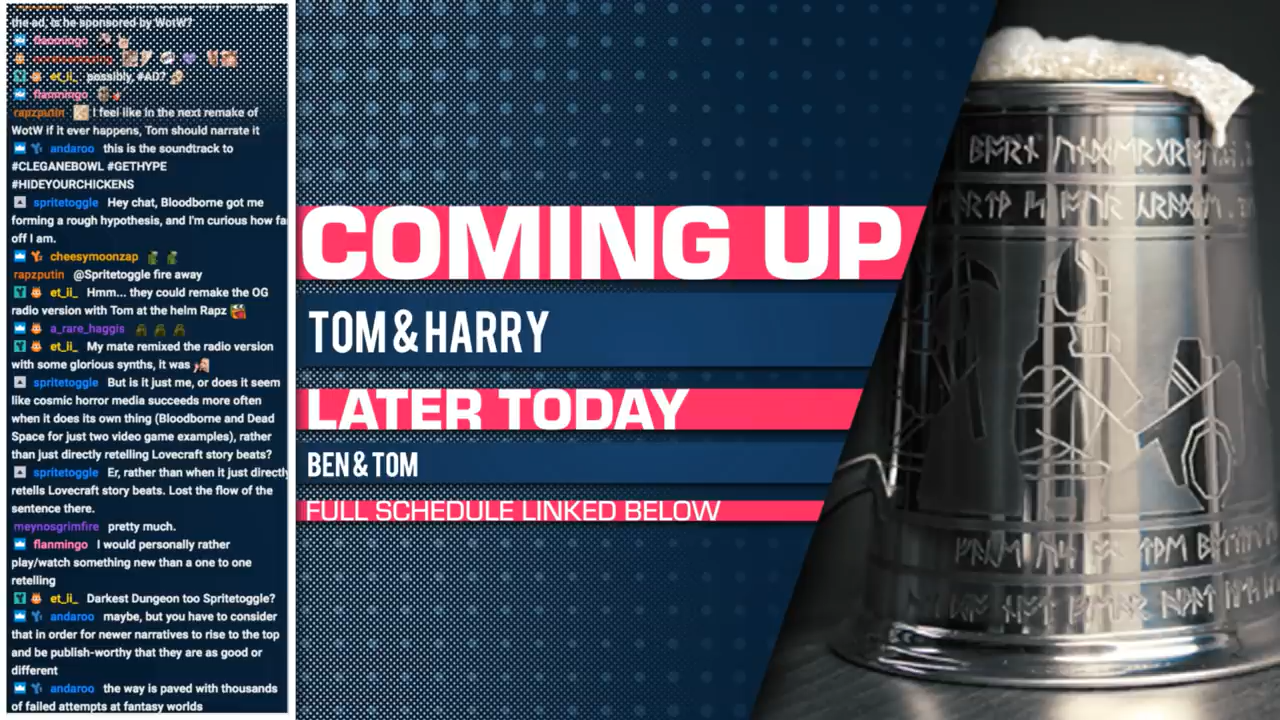 the ad, is he sponsored by WotW?
flanmingo
et_ii_ possibly, #AD?
flanmingo
rapzputin I feel like in the next remake of
WotW if it ever happens, Tom should narrate it
andaroo this is the soundtrack to
#CLEGANEBOWL #GETHYPE
#HIDEYOURCHICKENS
spritetoggle Hey chat, Bloodborne got me
forming a rough hypothesis, and I'm curious how fa
off I am.
cheesymoonzap
rapzputin @Spritetoggle fire away
et_ii_ Hmm... they could remake the OG
radio version with Tom at the helm Rapz
a_rare_haggis
et_ii_ My mate remixed the radio version
with some glorious synths, it was
spritetoggle But is it just me, or does it seem
like cosmic horror media succeeds more often
when it does its own thing (Bloodborne and Dead
Space for just two video game examples), rather
than just directly retelling Lovecraft story beats?
spritetoggle Er, rather than when it just directly
retells Lovecraft story beats. Lost the flow of the
sentence there.
meynosgrimfire pretty much.
flanmingo I would personally rather
play/watch something new than a one to one
retelling
et_ii_ Darkest Dungeon too Spritetoggle?
andaroo maybe, but you have to consider
that in order for newer narratives to rise to the top
and be publish-worthy that they are as good or
different
andaroo the way is paved with thousands
of failed attempts at fantasy worlds
COMING UP
TOM & HARRY
LATER TODAY
BEN & TOM
FULL SCHEDULE LINKED BELOW